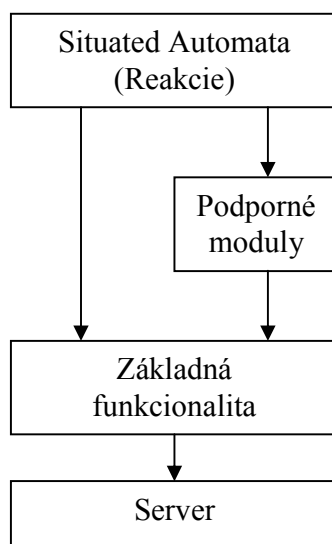 Situated Automata
(Reakcie)
Podporné
moduly
Základná
funkcionalita
Server